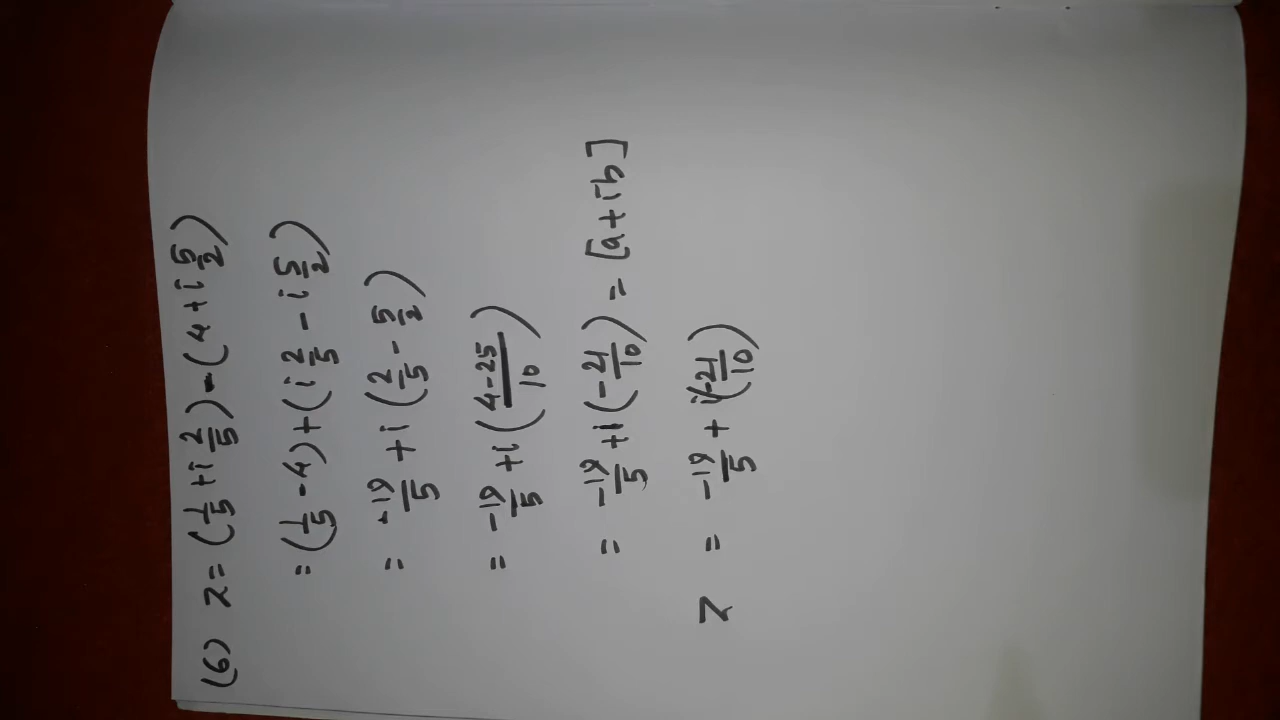 (6) z = (1/5 + i 2/5) - (4 + i 5/2)
= (1/5 - 4) + (i 2/5 - i 5/2)
= -19/5 + i (2/5 - 5/2)
= -19/5 + i (4-25/10)
= -19/5 + i (-21/10) = [a+ib]
z = -19/5 + i(-21/10)